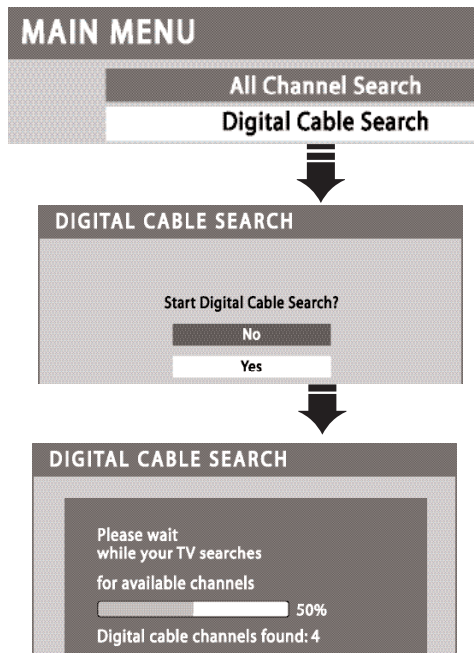 MAIN MENU
All Channel Search
Digital Cable Search
DIGITAL CABLE SEARCH
Start Digital Cable Search?
No
Yes
DIGITAL CABLE SEARCH
Please wait
while your TV searches
for available channels
50%
Digital cable channels found: 4